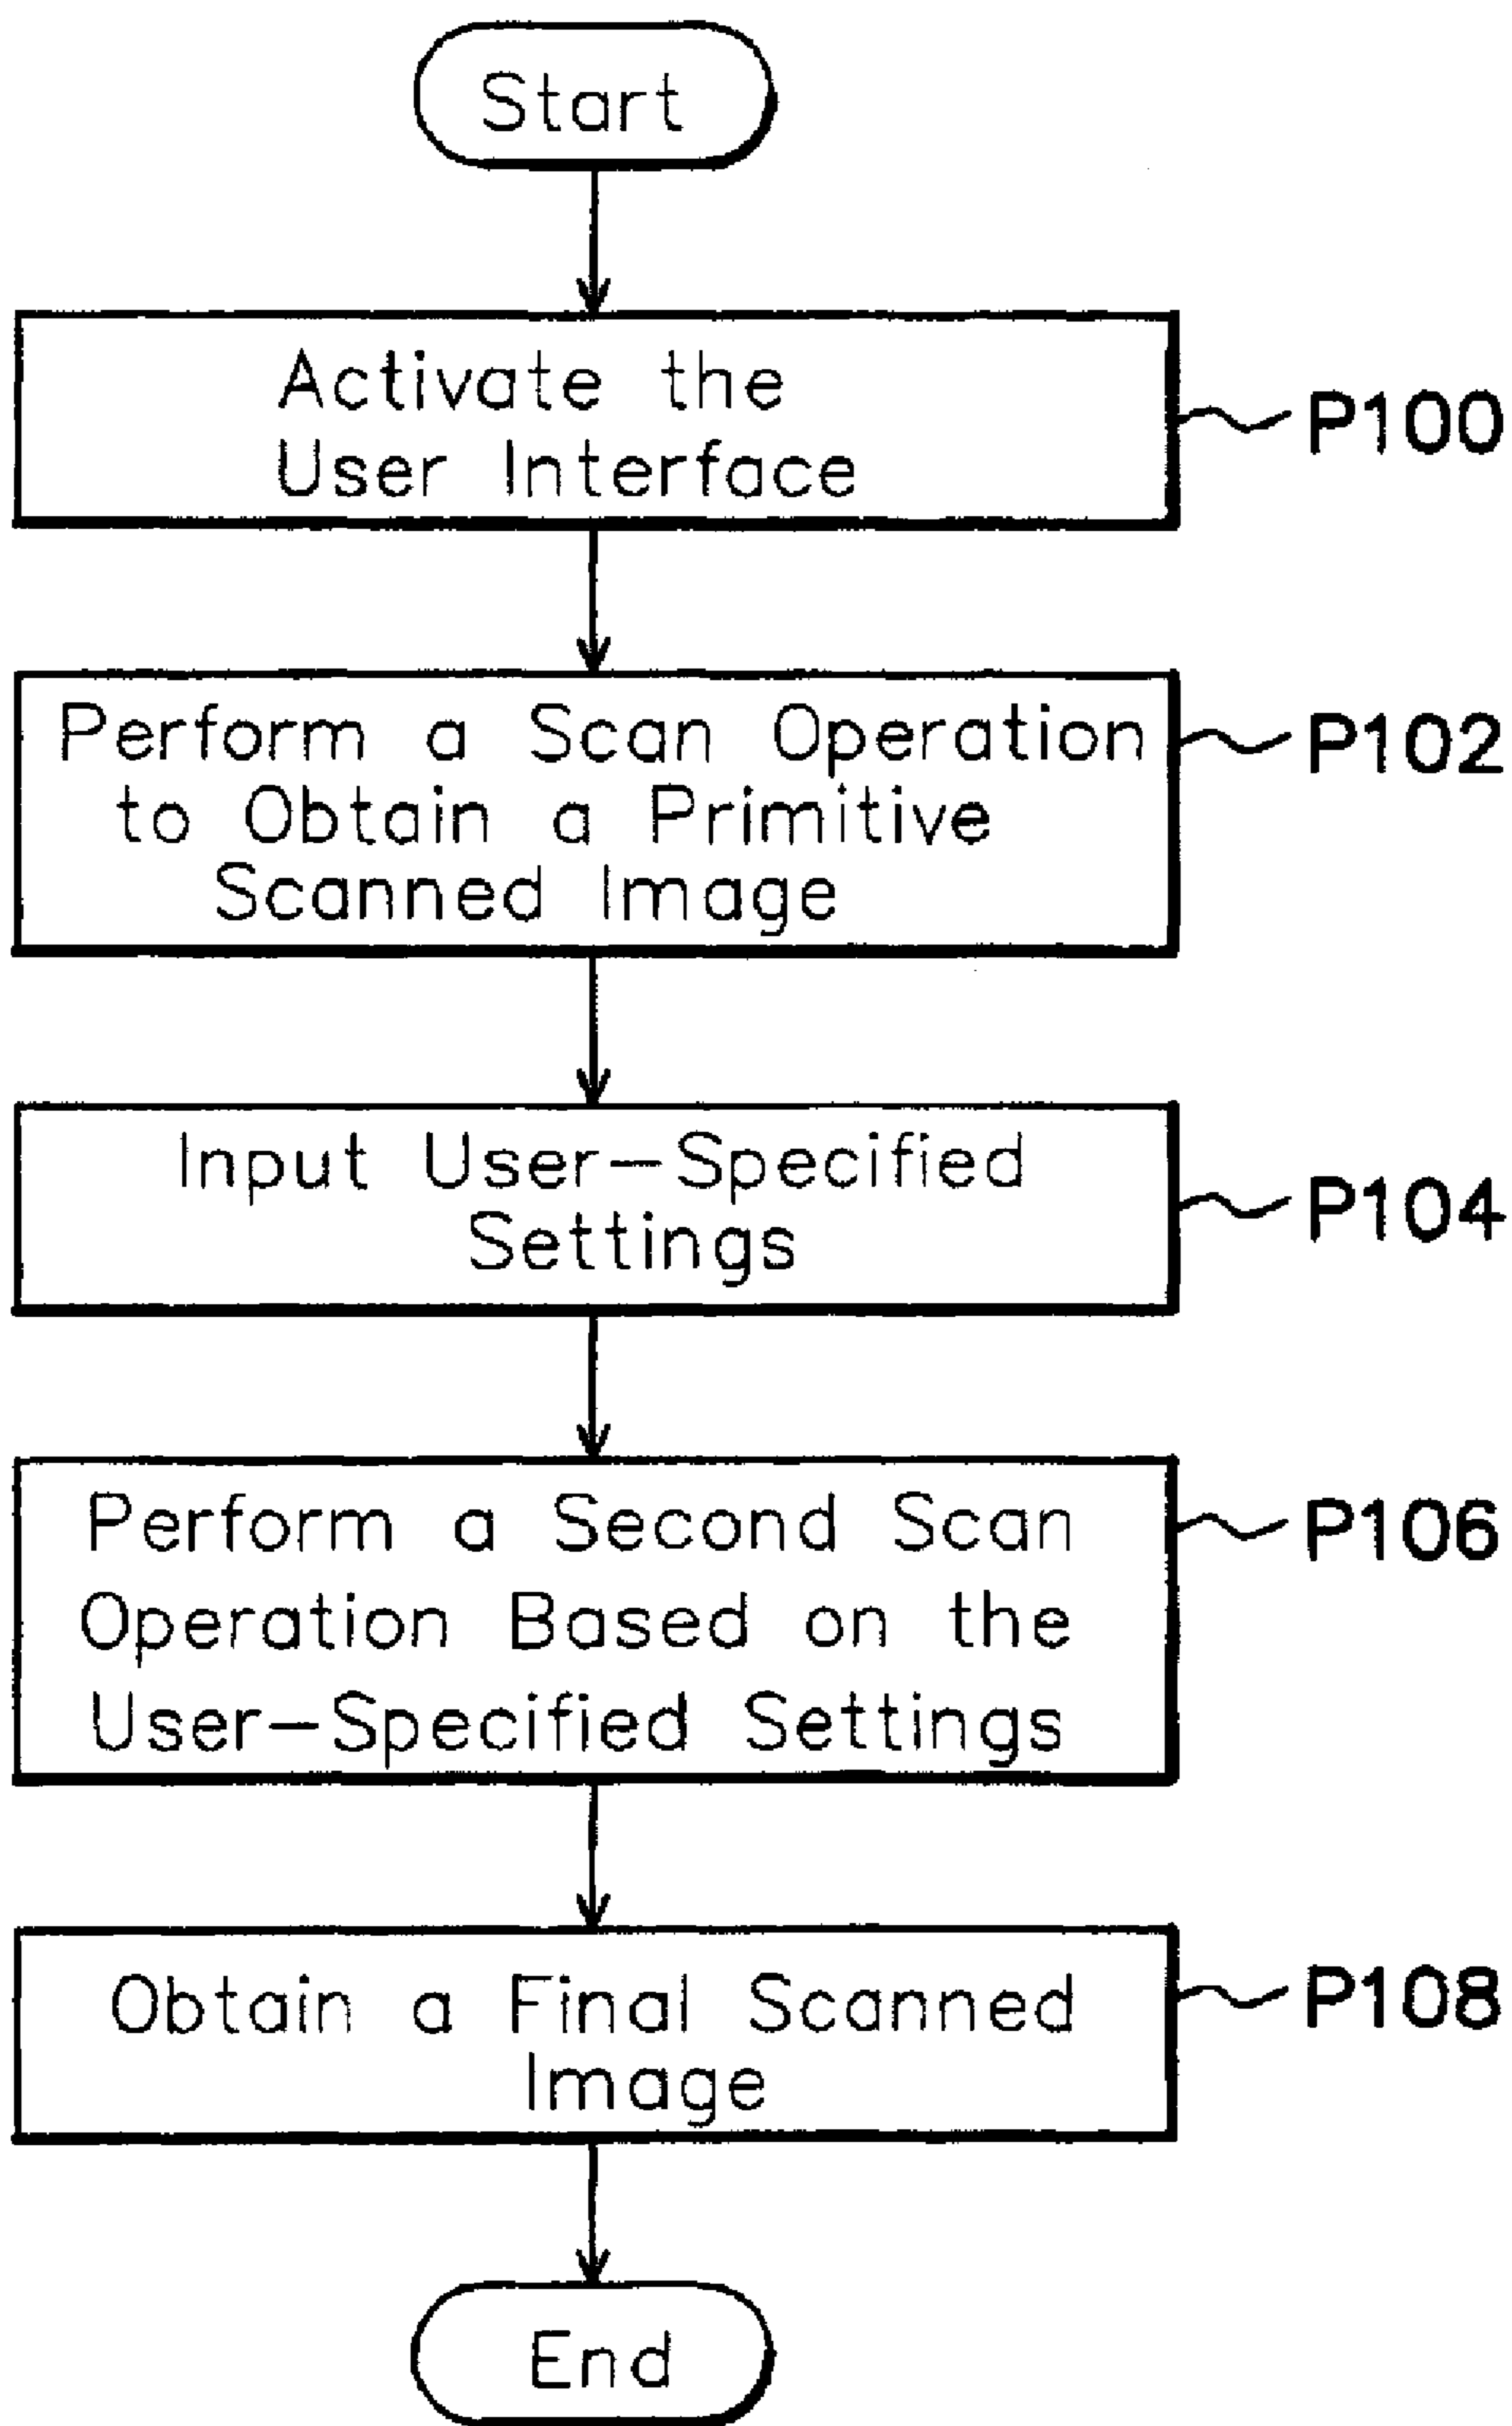 Start
Activate the
User Interface
P100
Perform a Scan Operation
to Obtain a Primitive
Scanned Image
P102
Input User-Specified
Settings
P104
Perform a Second Scan
Operation Based on the
User-Specified Settings
P106
Obtain a Final Scanned
Image
P108
End